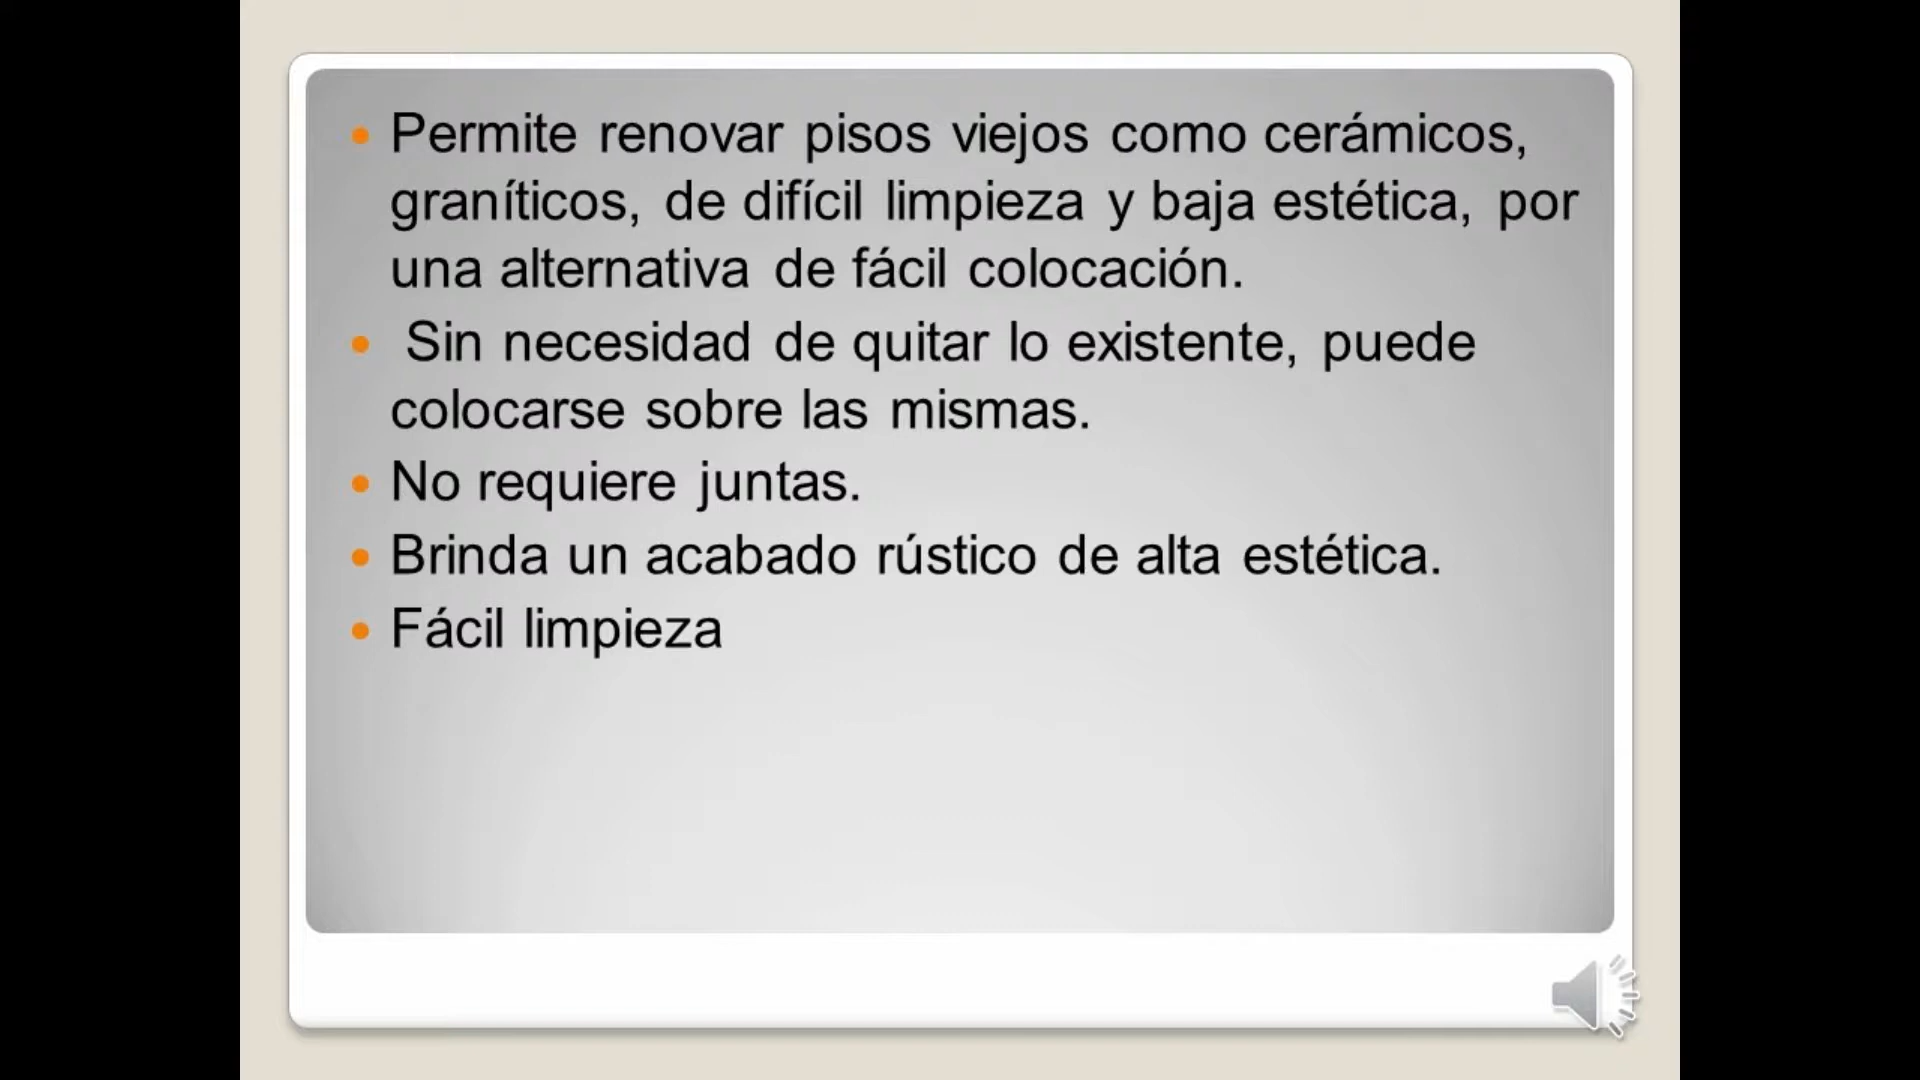 Permite renovar pisos viejos como cerámicos,
graníticos, de difícil limpieza y baja estética, por
una alternativa de fácil colocación.
Sin necesidad de quitar lo existente, puede
colocarse sobre las mismas.
No requiere juntas.
Brinda un acabado rústico de alta estética.
Fácil limpieza